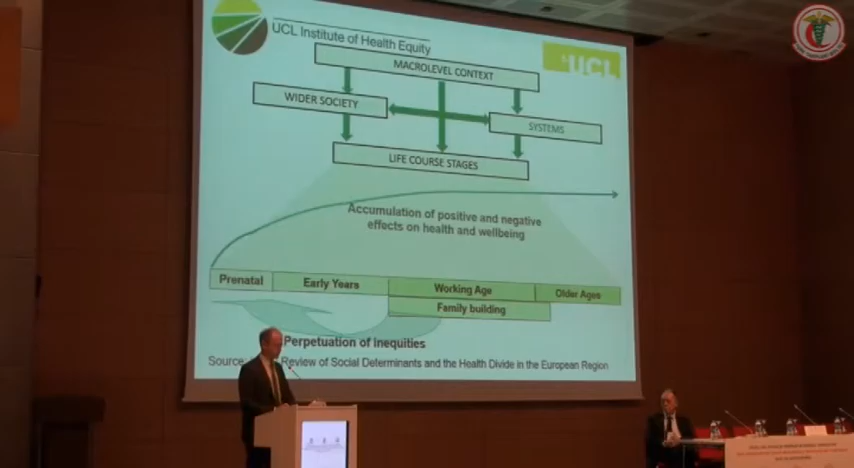 UCL Institute of Health Equity
UCL
MACROLEVEL CONTEXT
WIDER SOCIETY
SYSTEMS
LIFE COURSE STAGES
Accumulation of positive and negative
effects on health and wellbeing
Prenatal
Early Years
Working Age
Older Ages
Family building
Perpetuation of inequities
Source: Review of Social Determinants and the Health Divide in the European Region